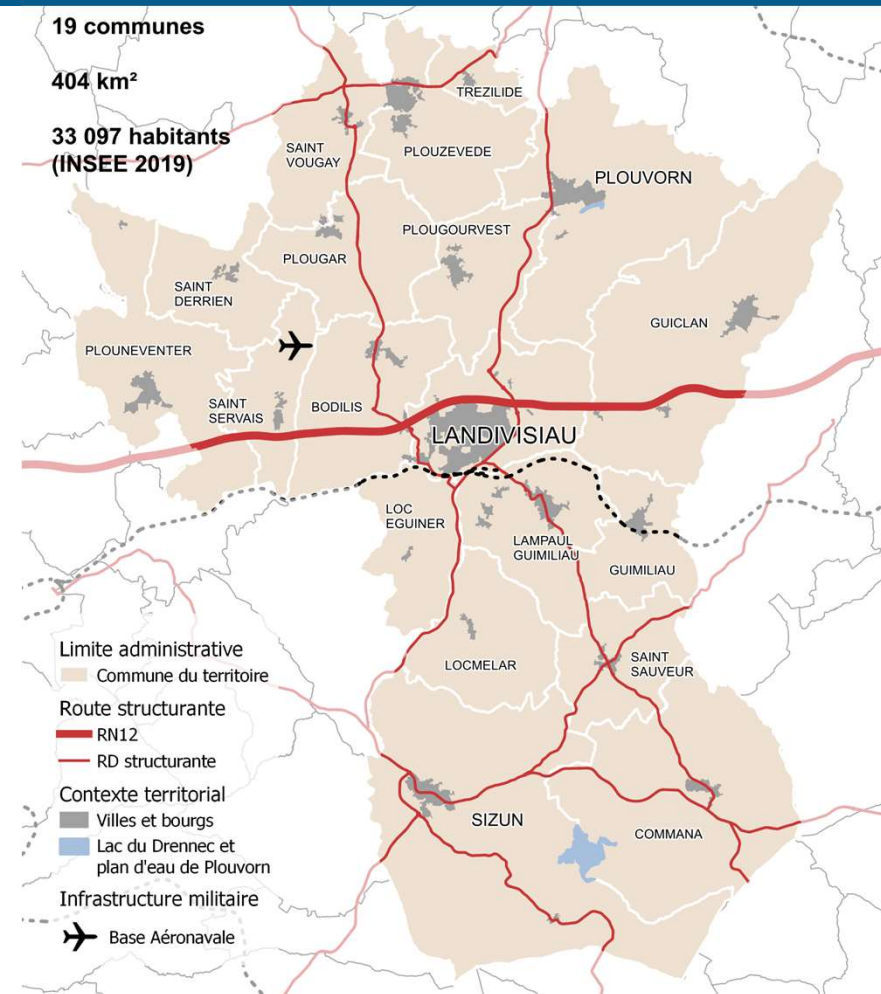 19 communes
404 km²
33 097 habitants
(INSEE 2019)
TREZILIDE
SAINT
VOUGAY
PLOUZEVEDE
PLOUVORN
PLOUGOURVEST
PLOUGAR
SAINT
DERRIEN
GUICLAN
PLOUNEVENTER
SAINT
SERVAIS
BODILIS
LANDIVISIAU
LOC
EGUINER
LAMPAUL
GUIMILIAU
GUIMILIAU
LOCMELAR
SAINT
SAUVEUR
SIZUN
COMMANA
Limite administrative
Commune du territoire
Route structurante
RN12
RD structurante
Contexte territorial
Villes et bourgs
Lac du Drennec et
plan d'eau de Plouvorn
Infrastructure militaire
Base Aéronavale